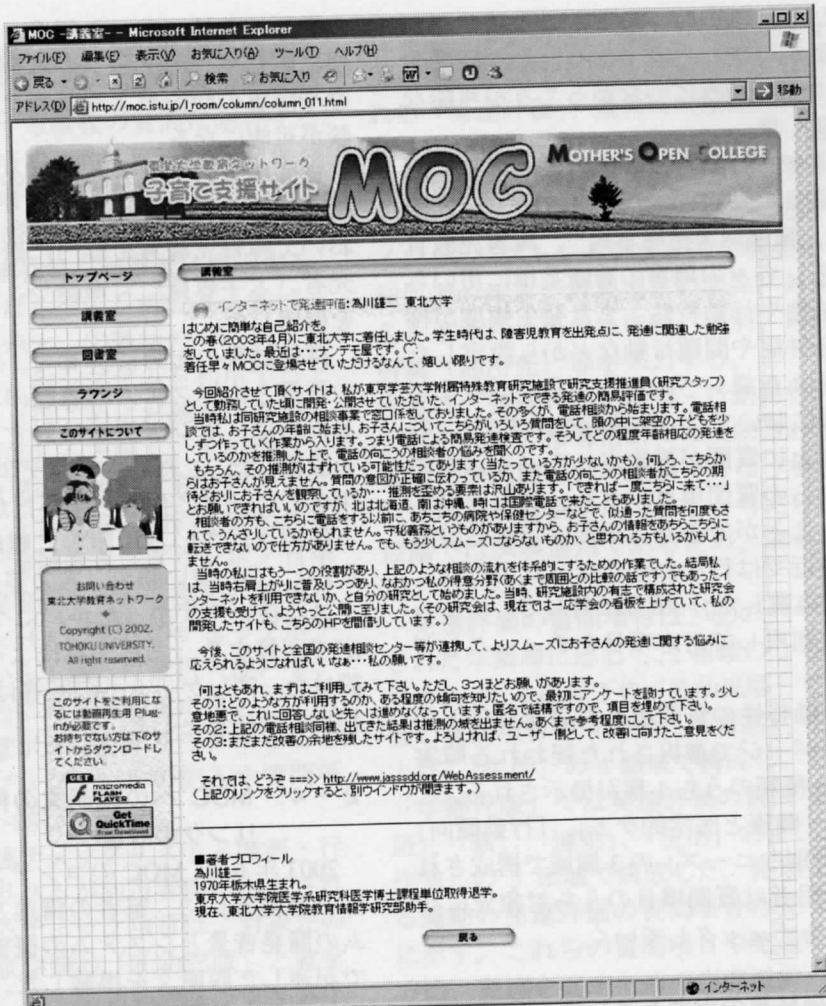 MOC -講義室- - Microsoft Internet Explorer
ファイル(F) 編集(E) 表示(V) お気に入り(A) ツール(T) ヘルプ(H)
戻る 検索 お気に入り
アドレス(D) http://moc.istu.jp/l_room/column/column_011.html 移動
東北大学教育ネットワーク
子育て支援サイト MOC MOTHER'S OPEN COLLEGE
トップページ
講義室
図書室
ラウンジ
このサイトについて
お問い合わせ
東北大学教育ネットワーク
Copyright (C) 2002,
TOHOKU UNIVERSITY,
All right reserved.
このサイトをご利用にな
るには動画再生用 Plug-
inが必要です。
お持ちでない方は下のサ
イトからダウンロードし
てください。
GET
macromedia
FLASH
PLAYER
Get
QuickTime
Free Download
講義室
インターネットで発達評価:為川雄二 東北大学
はじめに簡単な自己紹介を。
この春(2003年4月)に東北大学に着任しました。学生時代は、障害児教育を出発点に、発達に関連した勉強
をしていました。最近は・・・ナンデモ屋です。(^^;
着任早々MOCに登場させていただけるなんて、嬉しい限りです。
今回紹介させて頂くサイトは、私が東京学芸大学附属特殊教育研究施設で研究支援推進員(研究スタッフ)
として勤務していた頃に開発・公開させていただいた、インターネットでできる発達の簡易評価です。
当時私は同研究施設の相談事業で窓口係をしておりました。その多くが、電話相談から始まります。電話相
談では、お子さんの年齢に始まり、お子さんについてこちらがいろいろ質問をして、頭の中に架空の子どもを少
しずつ作っていく作業から入ります。つまり電話による簡易発達検査です。そうしてどの程度年齢相応の発達を
しているのかを推測した上で、電話の向こうの相談者の悩みを聞くのです。
もちろん、その推測がはずれている可能性だってあります(当たっている方が少ないかも)。何しろ、こちらか
らはお子さんが見えません。質問の意図が正確に伝わっているか、また電話の向こうの相談者がこちらの期
待どおりにお子さんを観察しているか・・・推測を歪める要素は沢山あります。「できれば一度こちらに来て・・・」
とお願いできればいいのですが、北は北海道、南は沖縄、時には国際電話で来たこともありました。
相談者の方も、こちらに電話をする以前に、あちこちの病院や保健センターなどで、似通った質問を何度もさ
れて、うんざりしているかもしれません。守秘義務というものがありますから、お子さんの情報をあちらこちらに
転送できないので仕方がありません。でも、もう少しスムーズにならないものか、と思われる方もいるかもしれ
ません。
当時の私にはもう一つの役割があり、上記のような相談の流れを体系的にするための作業でした。結局私
は、当時右肩上がりに普及しつつあり、なおかつ私の得意分野(あくまで周囲との比較の話です)でもあったイ
ンターネットを利用できないか、と自分の研究として始めました。当時、研究施設内の有志で構成された研究会
の支援も受けて、ようやっと公開に至りました。(その研究会は、現在では一応学会の看板を上げていて、私の
開発したサイトも、こちらのHPを間借りしています。)
今後、このサイトと全国の発達相談センター等が連携して、よりスムーズにお子さんの発達に関する悩みに
応えられるようになればいいなぁ・・・私の願いです。
何はともあれ、まずはご利用してみて下さい。ただし、3つほどお願いがあります。
その1:どのような方が利用するのか、ある程度の傾向を知りたいので、最初にアンケートを設けています。少し
意地悪で、これに回答しないと先へは進めなくなっています。匿名で結構ですので、項目を埋めて下さい。
その2:上記の電話相談同様、出てきた結果は推測の域を出ません。あくまで参考程度にして下さい。
その3:まだまだ改善の余地を残したサイトです。よろしければ、ユーザー側として、改善に向けたご意見をくだ
さい。
それでは、どうぞ ===>> http://www.jasssdd.org/WebAssessment/
(上記のリンクをクリックすると、別ウィンドウが開きます。)
■著者プロフィール
為川雄二
1970年栃木県生まれ。
東京大学大学院医学系研究科医学博士課程単位取得退学。
現在、東北大学大学院教育情報学研究部助手。
戻る
インターネット